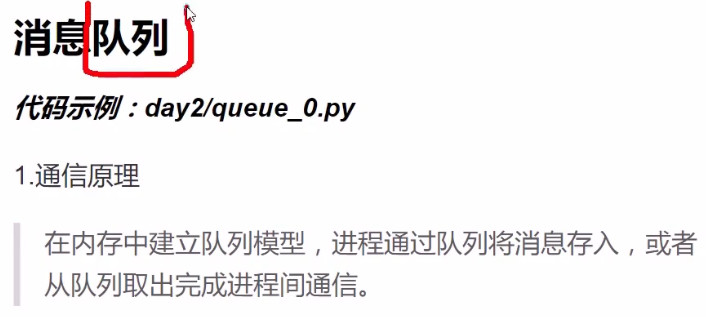 消息队列
代码示例：day2/queue_0.py
1.通信原理
在内存中建立队列模型，进程通过队列将消息存入，或者
从队列取出完成进程间通信。